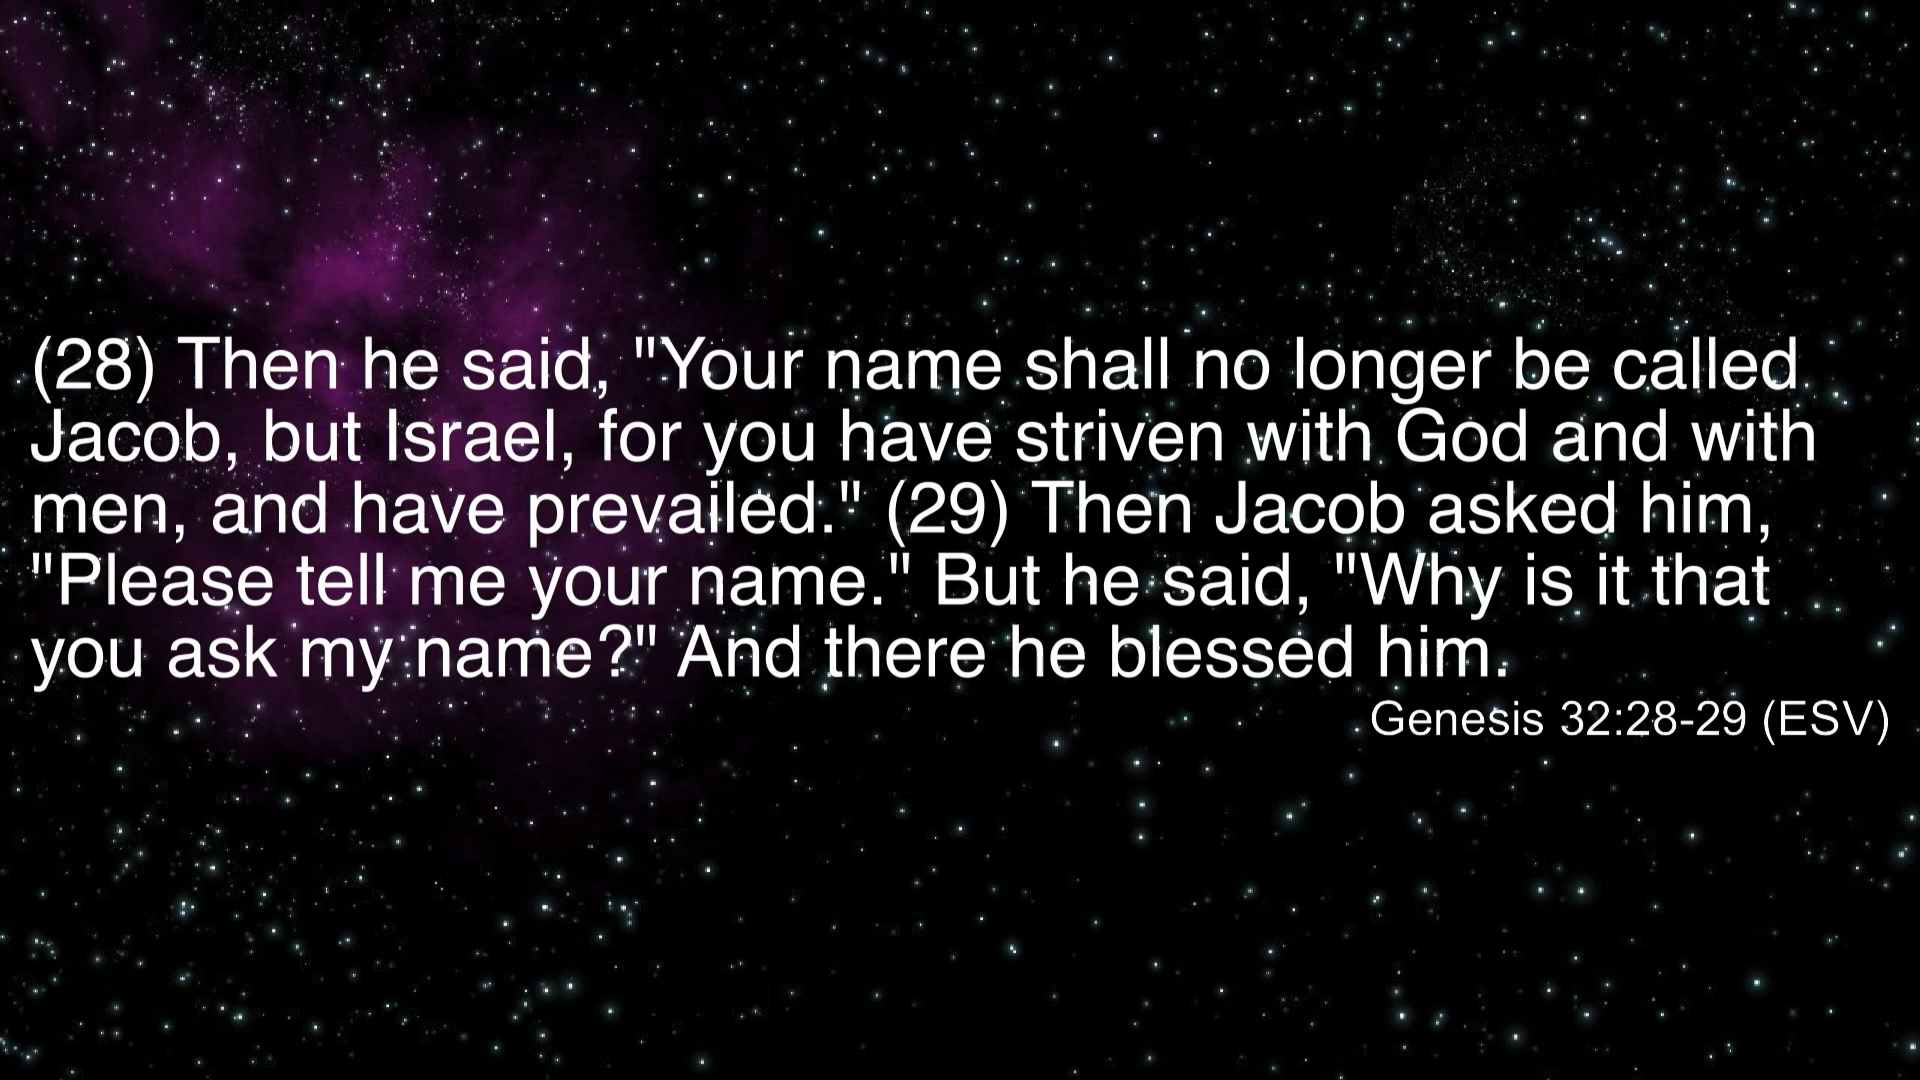 (28) Then he said, "Your name shall no longer be called
Jacob, but Israel, for you have striven with God and with
men, and have prevailed." (29) Then Jacob asked him,
"Please tell me your name." But he said, "Why is it that
you ask my name?" And there he blessed him.
Genesis 32:28-29 (ESV)